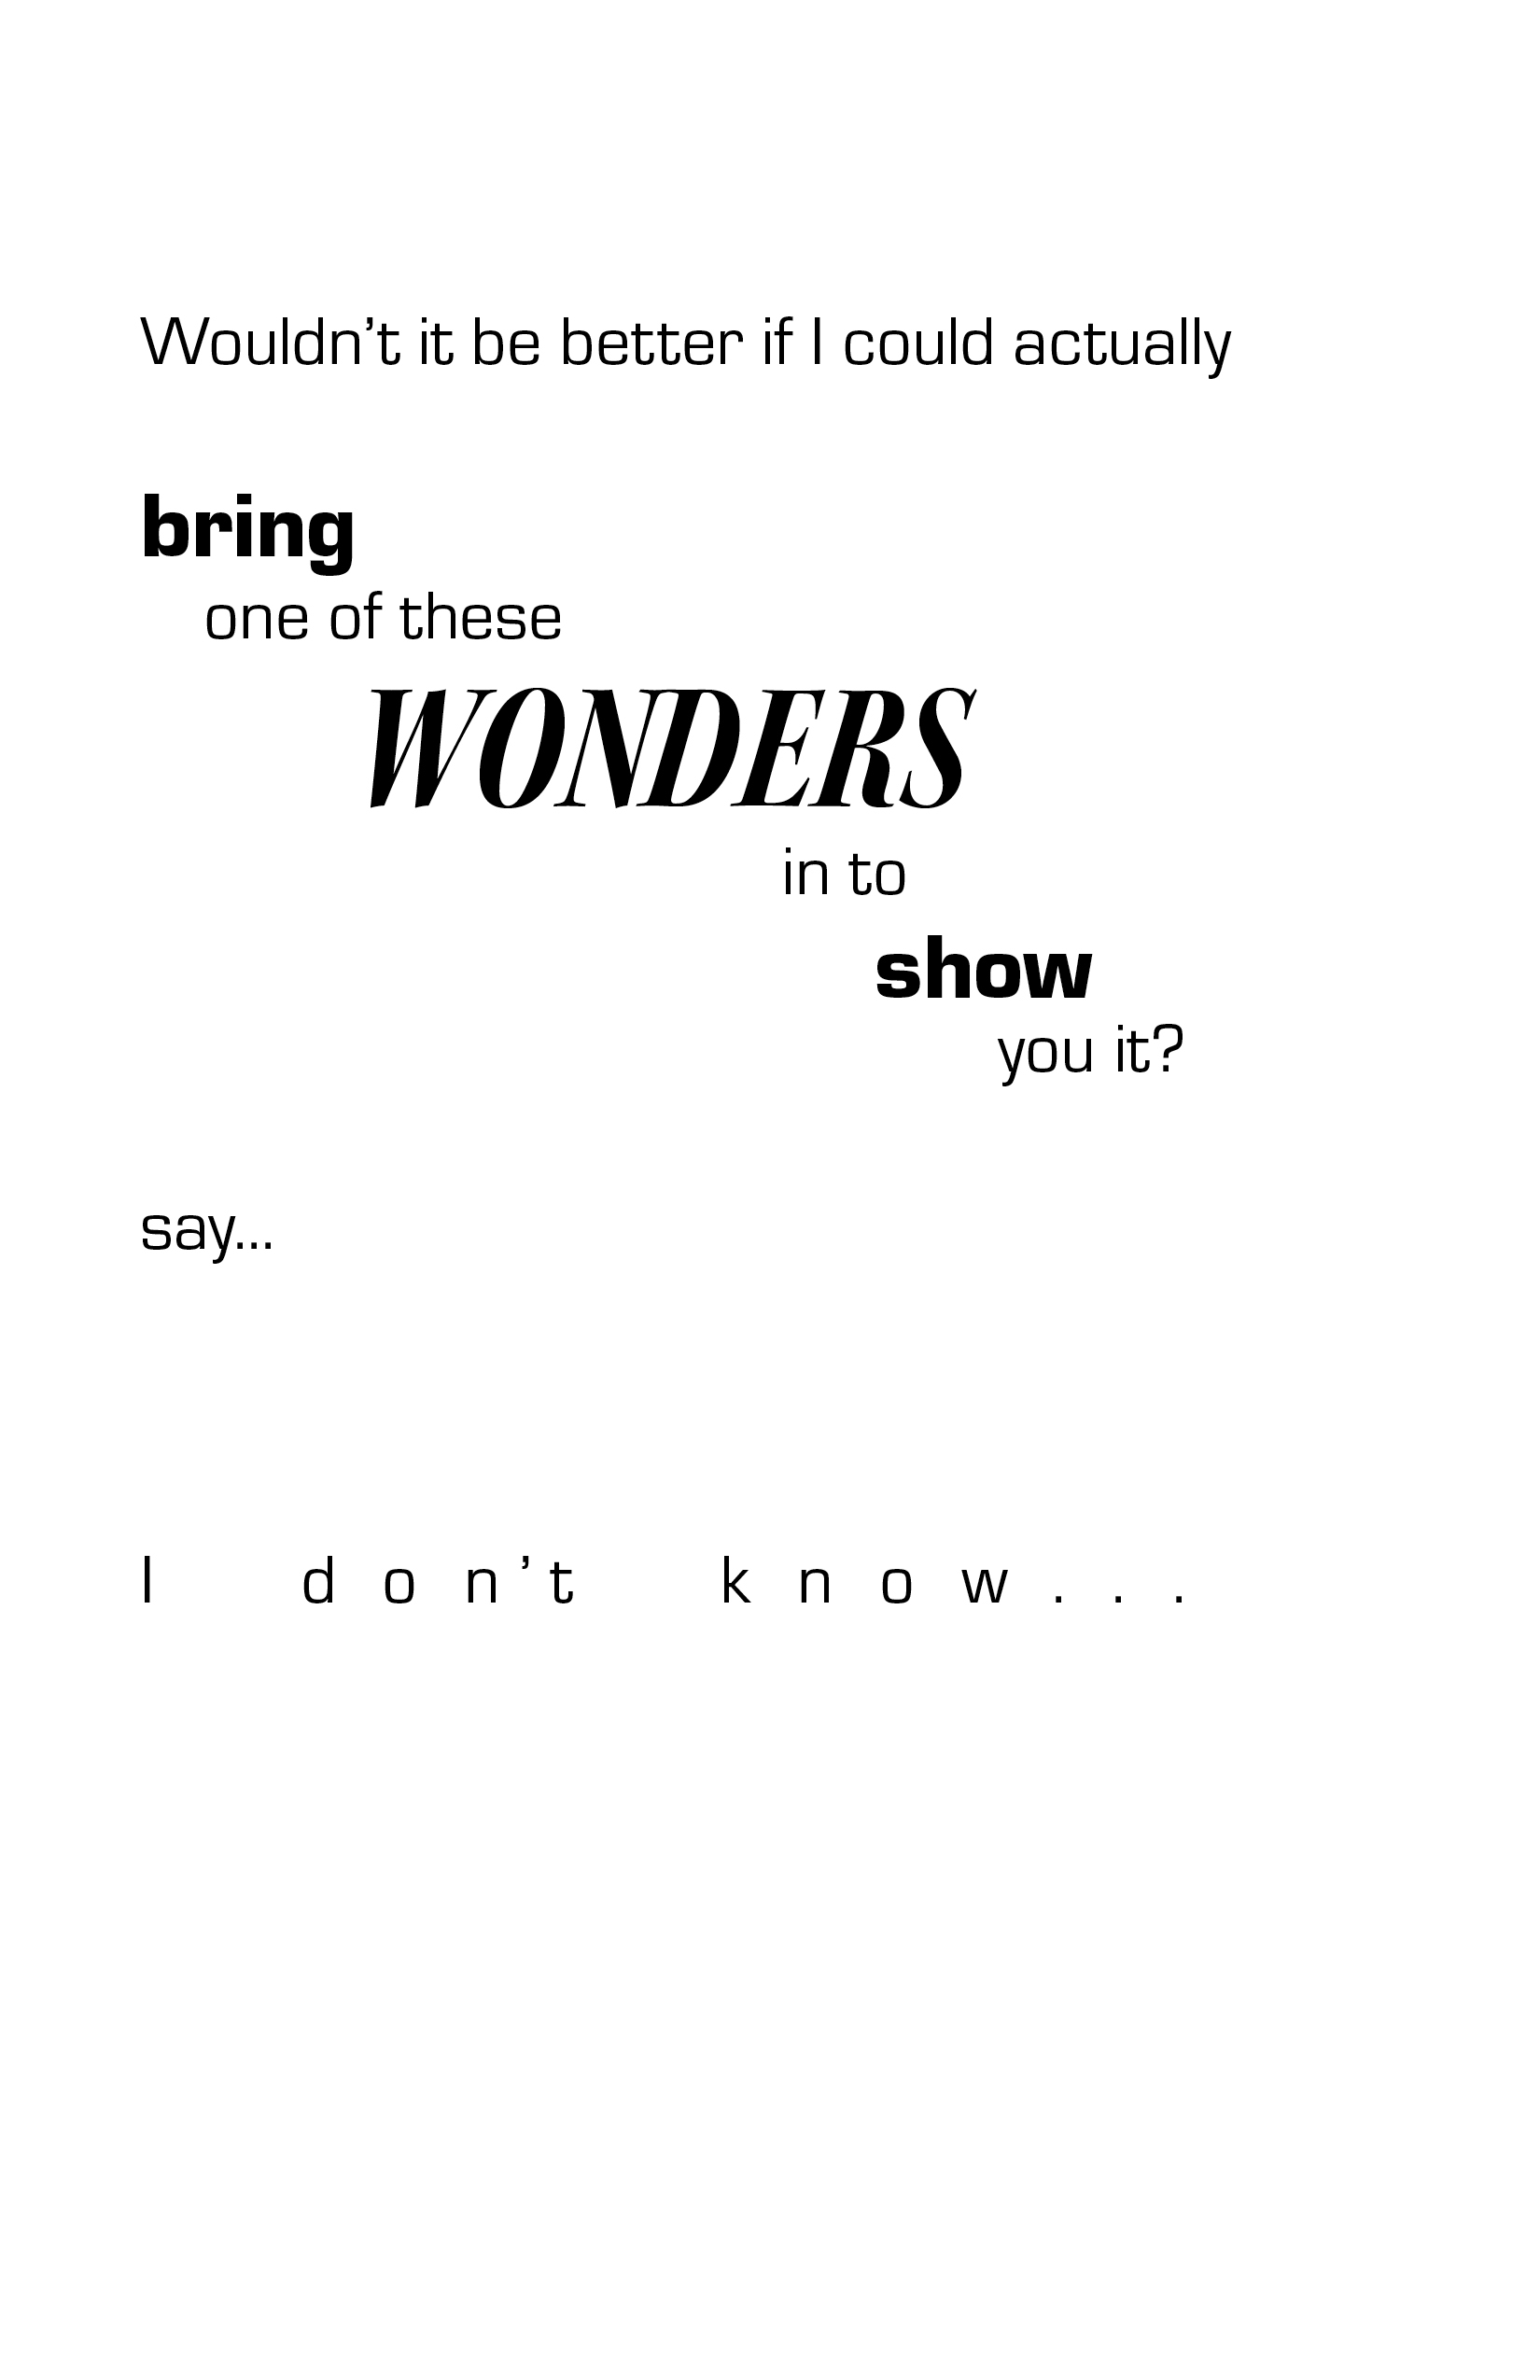 Wouldn’t it be better if I could actually
bring
one of these
WONDERS
in to
show
you it?
say...
I don’t know...